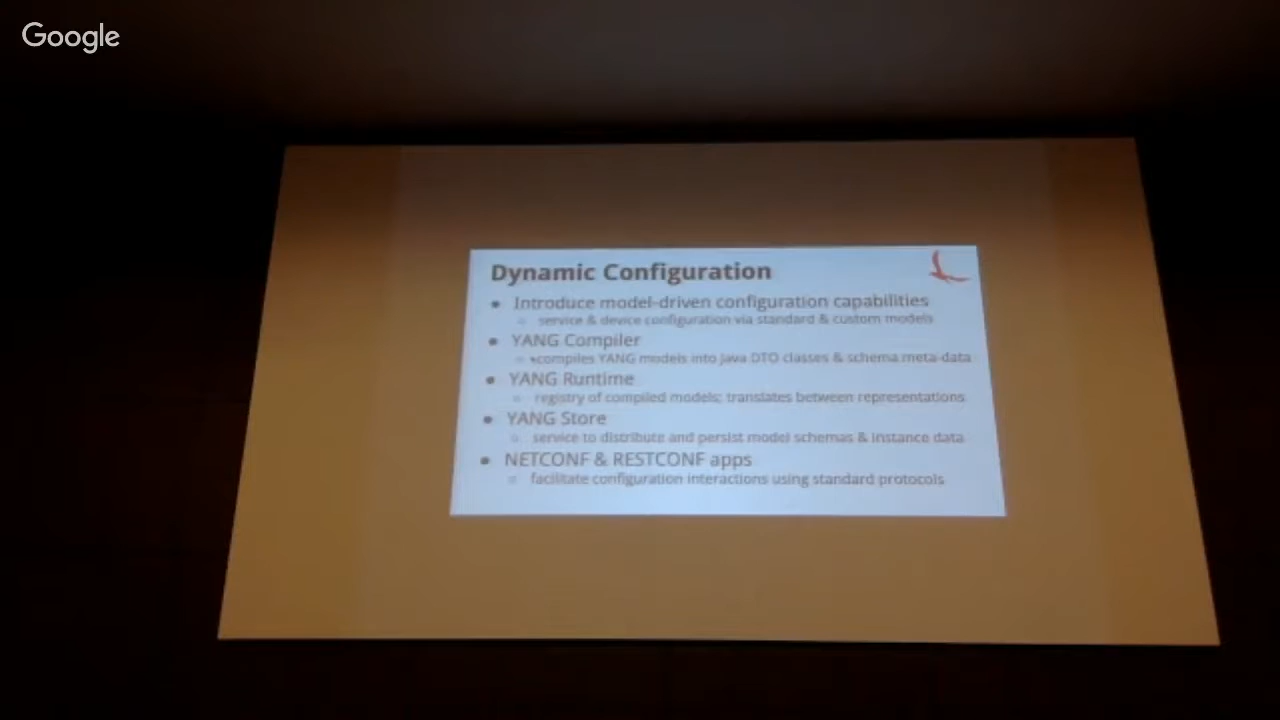 Google
Dynamic Configuration
• Introduce model-driven configuration capabilities
○ service & device configuration via standard & custom models
• YANG Compiler
○ compiles YANG models into Java DTO classes & schema meta-data
• YANG Runtime
○ registry of compiled models; translates between representations
• YANG Store
○ service to distribute and persist model schemas & instance data
• NETCONF & RESTCONF apps
○ facilitate configuration interactions using standard protocols